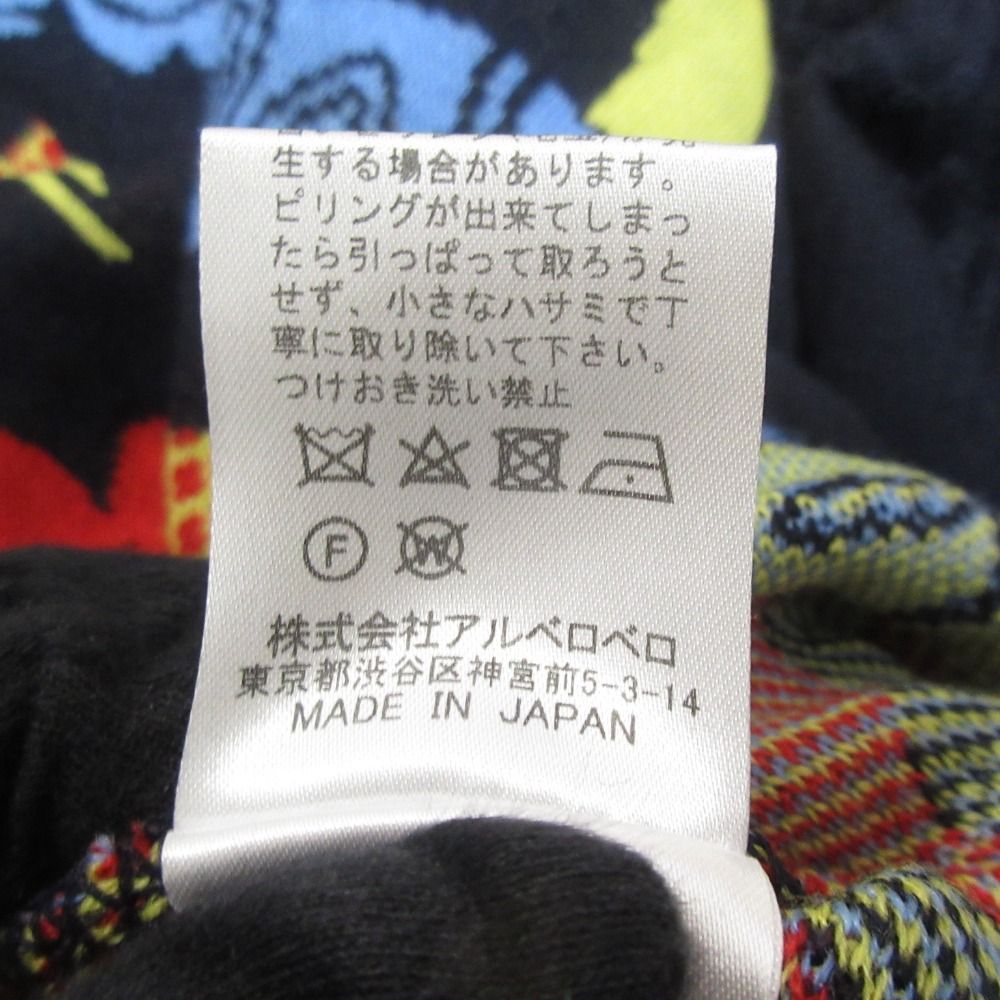 生する場合があります。
ピリングが出来てしまっ
たら引っぱって取ろうと
せず、小さなハサミで丁
寧に取り除いて下さい。
つけおき洗い禁止
F W
株式会社アルベロベロ
東京都渋谷区神宮前5-3-14
MADE IN JAPAN